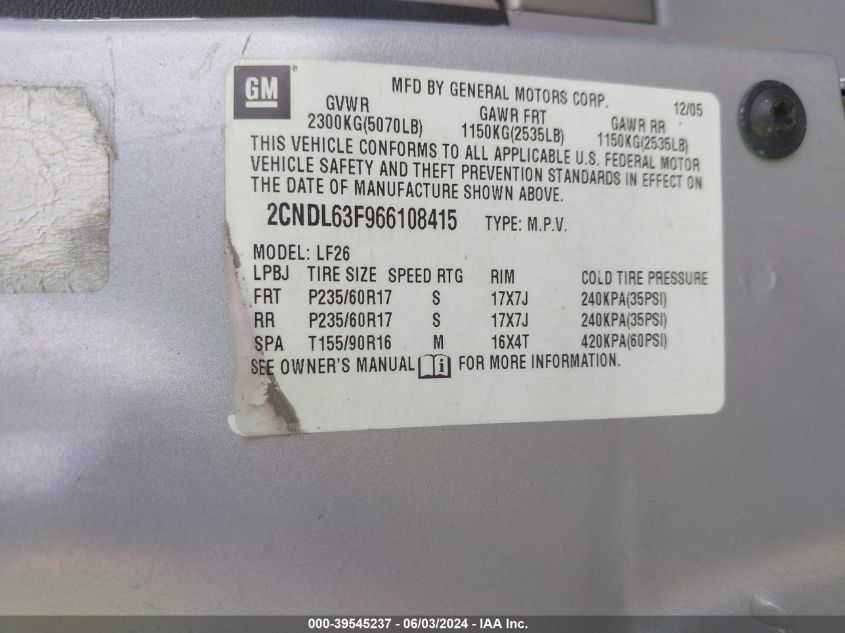 GM ®
MFD BY GENERAL MOTORS CORP.
GVWR GAWR FRT GAWR RR 12/05
2300KG(5070LB) 1150KG(2535LB) 1150KG(2535LB)
THIS VEHICLE CONFORMS TO ALL APPLICABLE U.S. FEDERAL MOTOR
VEHICLE SAFETY AND THEFT PREVENTION STANDARDS IN EFFECT ON
THE DATE OF MANUFACTURE SHOWN ABOVE.
2CNDL63F966108415 TYPE: M.P.V.
MODEL: LF26
LPBJ TIRE SIZE SPEED RTG RIM COLD TIRE PRESSURE
FRT P235/60R17 S 17X7J 240KPA(35PSI)
RR P235/60R17 S 17X7J 240KPA(35PSI)
SPA T155/90R16 M 16X4T 420KPA(60PSI)
SEE OWNER'S MANUAL i FOR MORE INFORMATION.
000-39545237 - 06/03/2024 - IAA Inc.